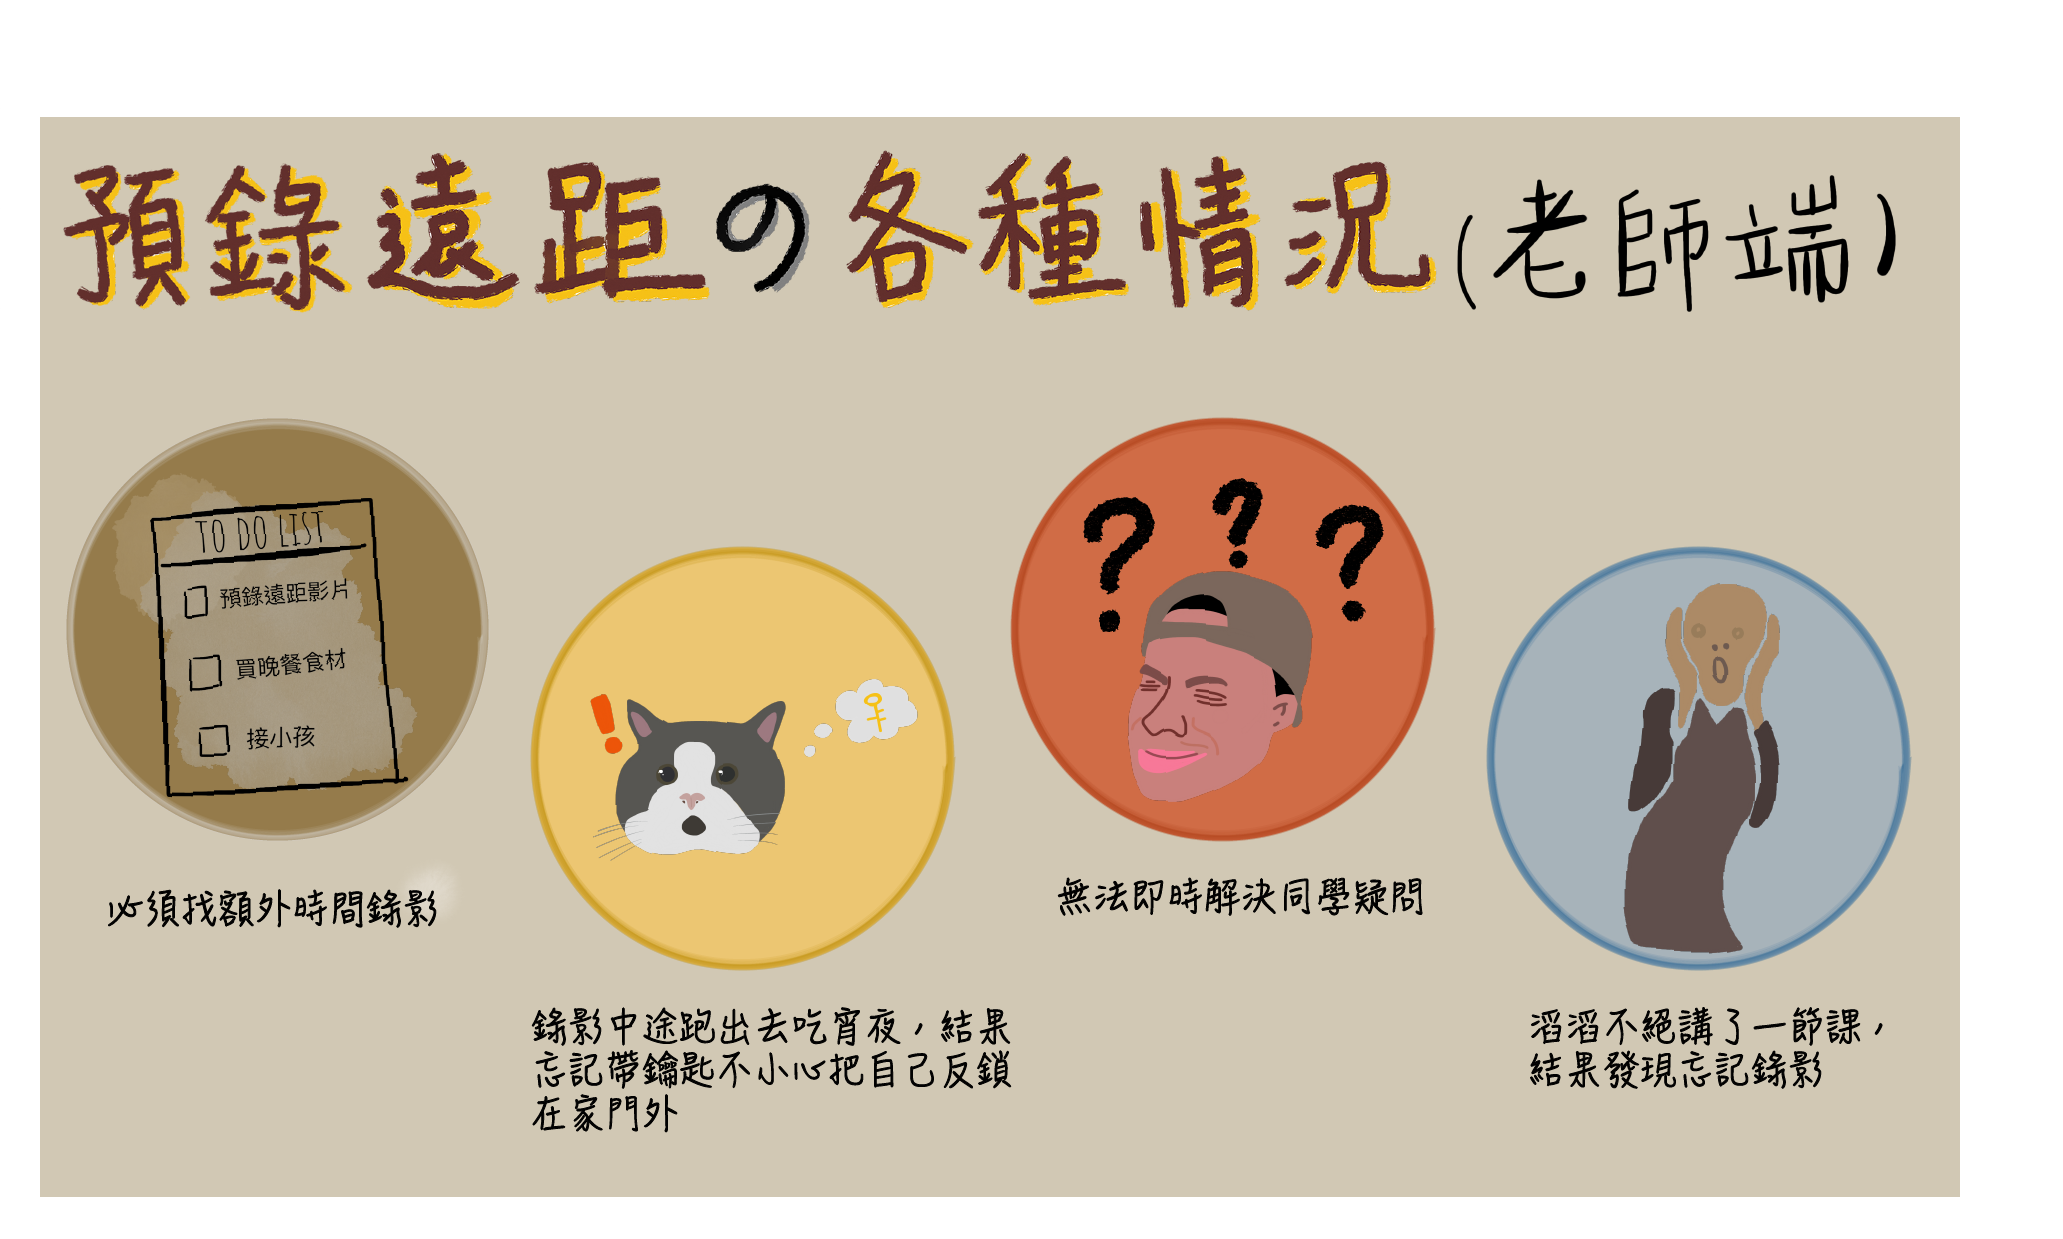 預錄遠距の各種情況(老師端)
TO DO LIST
預錄遠距影片
買晚餐食材
接小孩
必須找額外時間錄影
錄影中途跑出去吃宵夜，結果
忘記帶鑰匙不小心把自己反鎖
在家門外
? ? ?
無法即時解決同學疑問
滔滔不絕講了一節課，
結果發現忘記錄影